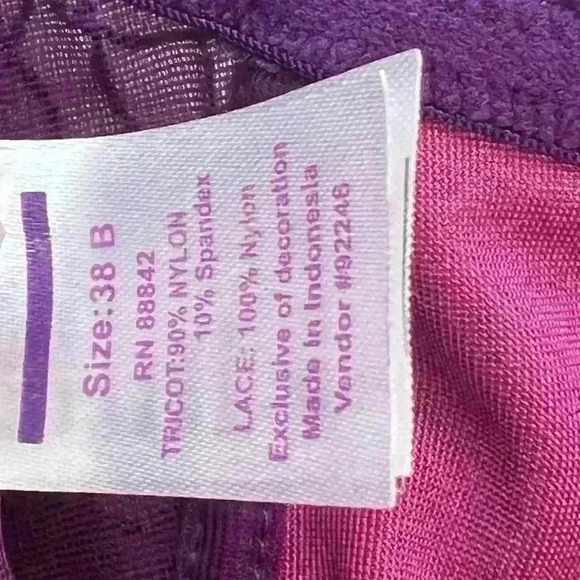 Size: 38 B
RN 88842
TRICOT:90% NYLON
10% Spandex
LACE: 100% Nylon
Exclusive of decoration
Made in Indonesia
Vendor #92246